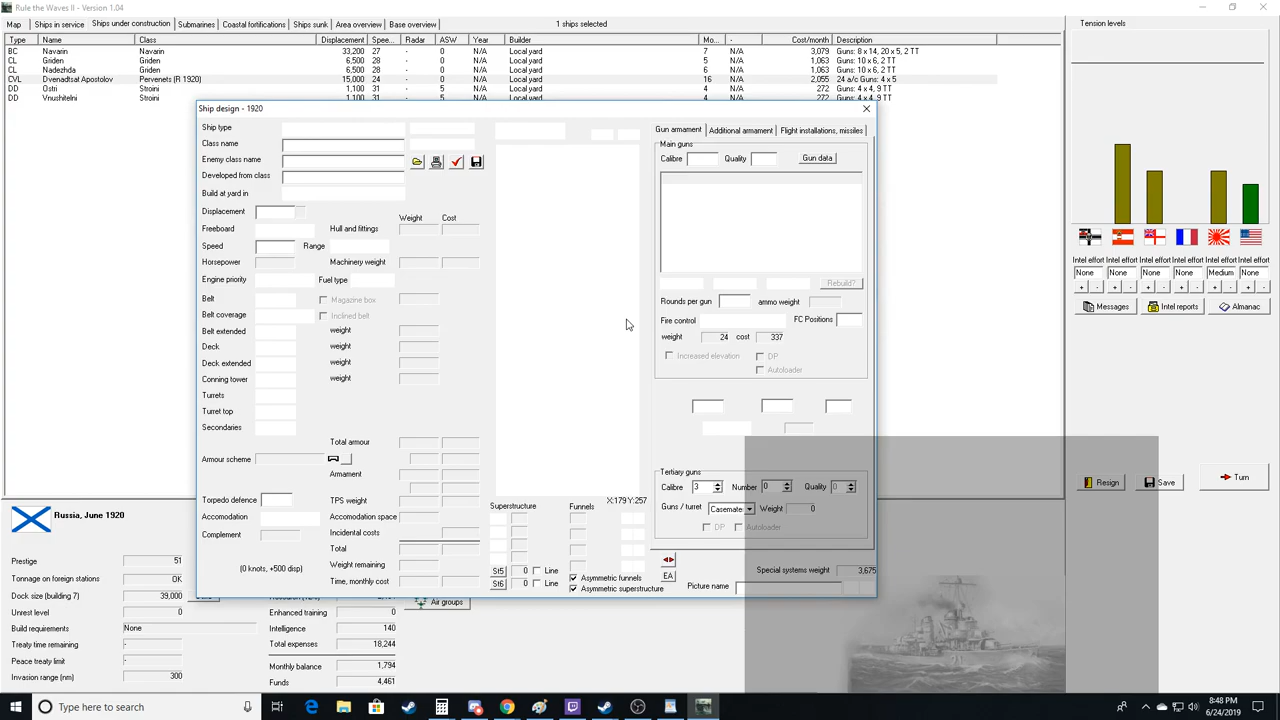 Rule the Waves II - Version 1.04
Map Ships in service Ships under construction Submarines Coastal fortifications Ships sunk Area overview Base overview 1 ships selected
Type Name Class Displacement Spee... Radar ASW Year Builder Mo... - Cost/month Description
BC Navarin Navarin 33,200 27 - 0 N/A Local yard 7 N/A 3,079 Guns: 8 x 14, 20 x 5, 2 TT
CL Griden Griden 6,500 28 - 0 N/A Local yard 5 N/A 1,063 Guns: 10 x 6, 2 TT
CL Nadezhda Griden 6,500 28 - 0 N/A Local yard 6 N/A 1,063 Guns: 10 x 6, 2 TT
CVL Dvenadtsat Apostolov Pervenets (R 1920) 15,000 24 - 0 N/A Local yard 16 N/A 2,055 24 a/c Guns: 4 x 5
DD Ostri Stroini 1,100 31 - 5 N/A Local yard 4 N/A 272 Guns: 4 x 4, 9 TT
DD Vnushitelni Stroini 1,100 31 - 5 N/A Local yard 4 N/A 272 Guns: 4 x 4, 9 TT
Ship design - 1920
Ship type
Class name
Enemy class name
Developed from class
Build at yard in
Displacement
Weight Cost
Freeboard Hull and fittings
Speed Range
Horsepower Machinery weight
Engine priority Fuel type
Belt Magazine box
Belt coverage Inclined belt
Belt extended weight
Deck weight
Deck extended weight
Conning tower weight
Turrets
Turret top
Secondaries
Total armour
Armour scheme
Armament
Torpedo defence TPS weight
Accomodation Accomodation space
Complement Incidental costs
Total
(0 knots, +500 disp) Weight remaining
Time, monthly cost
X:179 Y:257
Superstructure Funnels
St5 0 Line
St6 0 Line
Asymmetric funnels
Asymmetric superstructure
Gun armament Additional armament Flight installations, missiles
Main guns
Calibre Quality Gun data
Rebuild?
Rounds per gun ammo weight
Fire control FC Positions
weight 24 cost 337
Increased elevation DP
Autoloader
Tertiary guns
Calibre 3 Number 0 Quality 0
Guns / turret Casemate Weight 0
DP Autoloader
EA
Special systems weight 3,675
Picture name
Tension levels
Intel effort Intel effort Intel effort Intel effort Intel effort Intel effort
None None None None Medium None
+ - + - + - + - + - + -
Messages Intel reports Almanac
Resign Save Turn
Russia, June 1920
Prestige 51
Tonnage on foreign stations OK
Dock size (building 7) 39,000
Unrest level 0
Build requirements None
Treaty time remaining -
Peace treaty limit -
Invasion range (nm) 300
Air groups
Enhanced training 0
Intelligence 140
Total expenses 18,244
Monthly balance 1,794
Funds 4,461
Type here to search
8:48 PM
6/24/2019